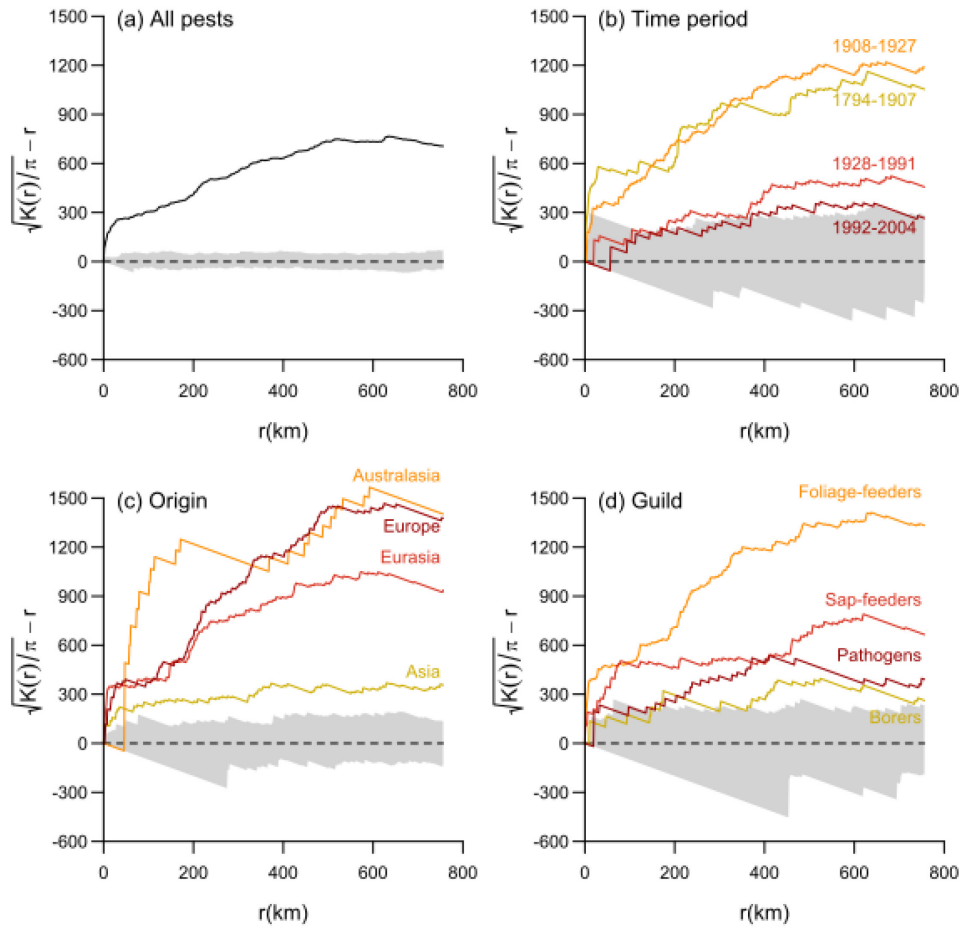 (a) All pests
1500
1200
900
600
300
0
-300
-600
√K(r)/π − r
0 200 400 600 800
r(km)
(b) Time period
1500
1200
900
600
300
0
-300
-600
√K(r)/π − r
1908-1927
1794-1907
1928-1991
1992-2004
0 200 400 600 800
r(km)
(c) Origin
1500
1200
900
600
300
0
-300
-600
√K(r)/π − r
Australasia
Europe
Eurasia
Asia
0 200 400 600 800
r(km)
(d) Guild
1500
1200
900
600
300
0
-300
-600
√K(r)/π − r
Foliage-feeders
Sap-feeders
Pathogens
Borers
0 200 400 600 800
r(km)